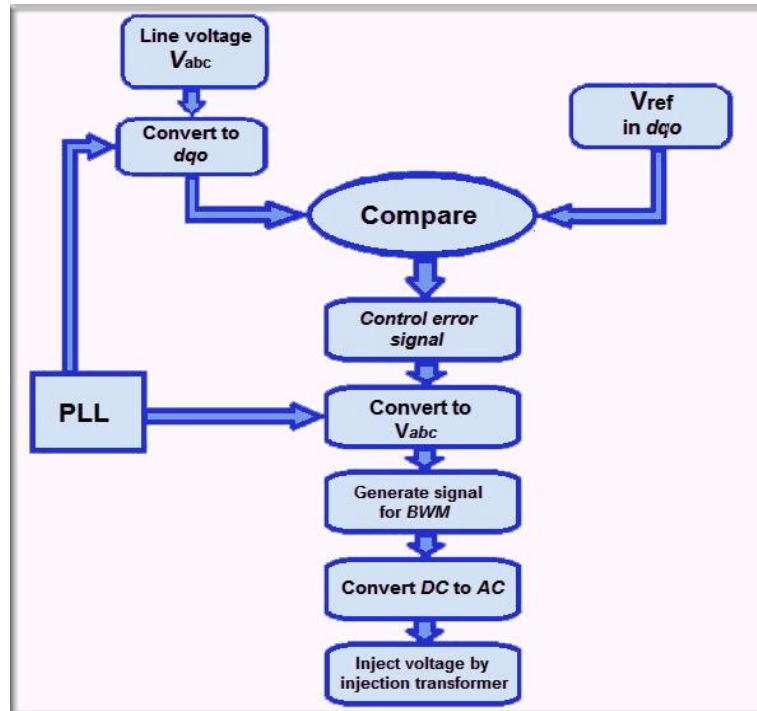 Line voltage
Vabc
Convert to
dqo
Vref
in dqo
Compare
Control error
signal
PLL
Convert to
Vabc
Generate signal
for BWM
Convert DC to AC
Inject voltage by
injection transformer